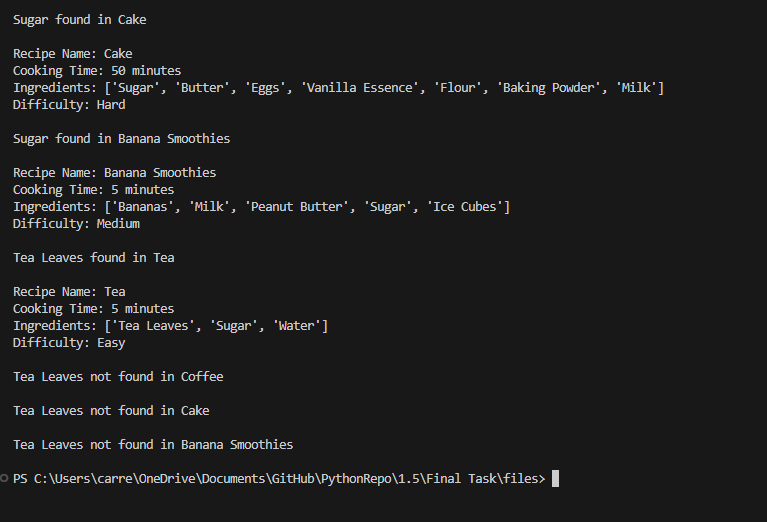 Sugar found in Cake
Recipe Name: Cake
Cooking Time: 50 minutes
Ingredients: ['Sugar', 'Butter', 'Eggs', 'Vanilla Essence', 'Flour', 'Baking Powder', 'Milk']
Difficulty: Hard
Sugar found in Banana Smoothies
Recipe Name: Banana Smoothies
Cooking Time: 5 minutes
Ingredients: ['Bananas', 'Milk', 'Peanut Butter', 'Sugar', 'Ice Cubes']
Difficulty: Medium
Tea Leaves found in Tea
Recipe Name: Tea
Cooking Time: 5 minutes
Ingredients: ['Tea Leaves', 'Sugar', 'Water']
Difficulty: Easy
Tea Leaves not found in Coffee
Tea Leaves not found in Cake
Tea Leaves not found in Banana Smoothies
PS C:\Users\carre\OneDrive\Documents\GitHub\PythonRepo\1.5\Final Task\files>